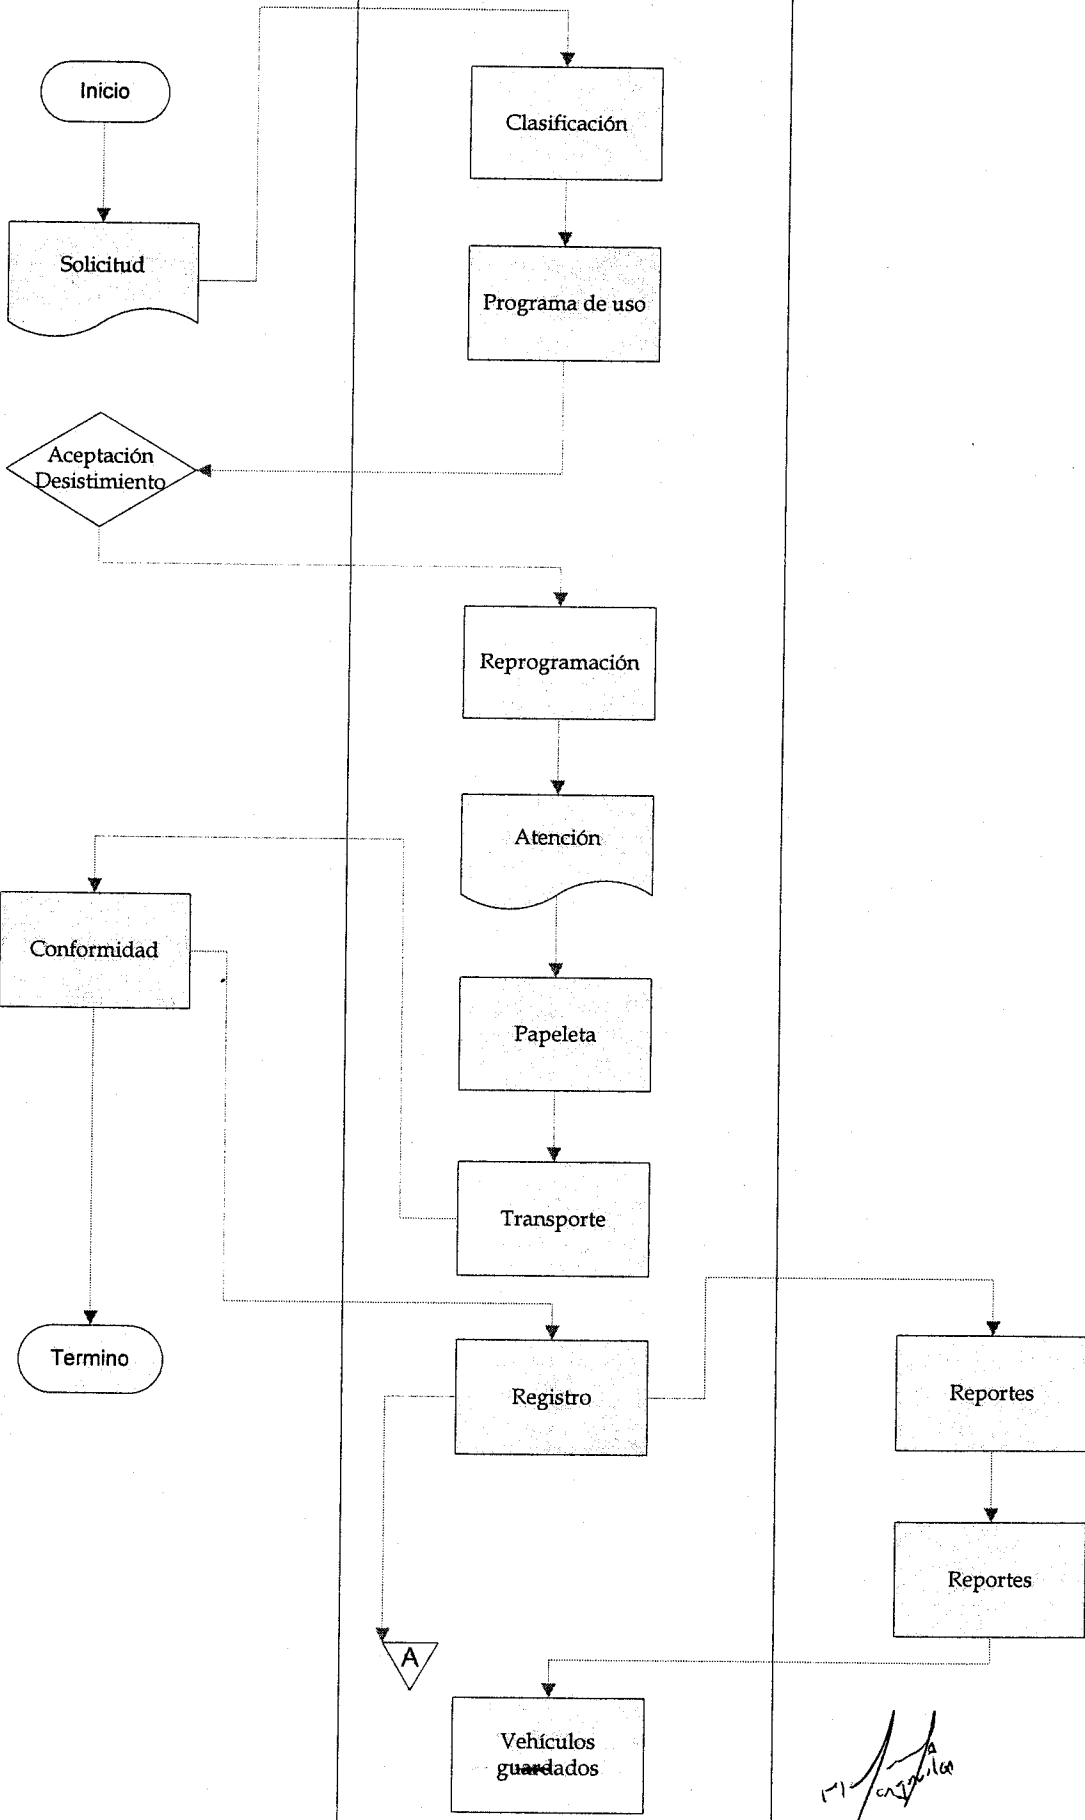 Inicio
Clasificación
Solicitud
Programa de uso
Aceptación
Desistimiento
Reprogramación
Atención
Conformidad
Papeleta
Transporte
Termino
Registro
Reportes
Reportes
A
Vehículos
guardados